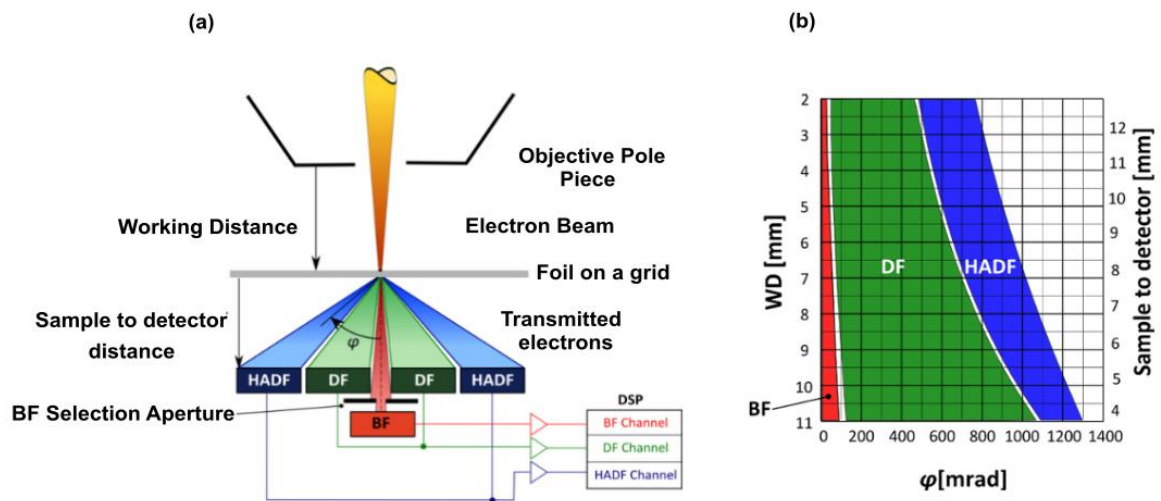 (a)
Objective Pole
Piece
Working Distance
Electron Beam
Foil on a grid
Sample to detector
distance
Transmitted
electrons
φ
HADF
DF
DF
HADF
BF Selection Aperture
BF
DSP
BF Channel
DF Channel
HADF Channel
(b)
WD [mm]
2
3
4
5
6
7
8
9
10
11
DF
HADF
BF
12
11
10
9
8
7
6
5
4
Sample to detector [mm]
0 200 400 600 800 1000 1200 1400
φ[mrad]